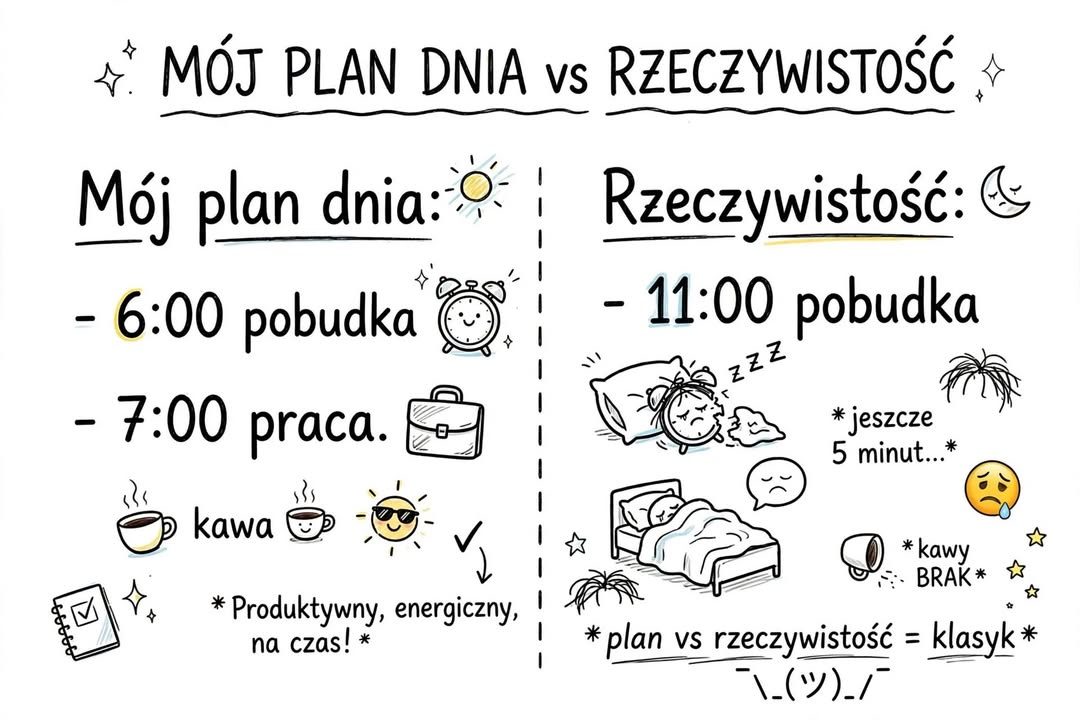 MÓJ PLAN DNIA vs RZECZYWISTOŚĆ
Mój plan dnia:
- 6:00 pobudka
- 7:00 praca.
kawa
*Produktywny, energiczny,
na czas!*
Rzeczywistość:
- 11:00 pobudka
z z z z
*jeszcze
5 minut...*
*kawy
BRAK*
*plan vs rzeczywistość = klasyk*
¯\_(ツ)_/¯